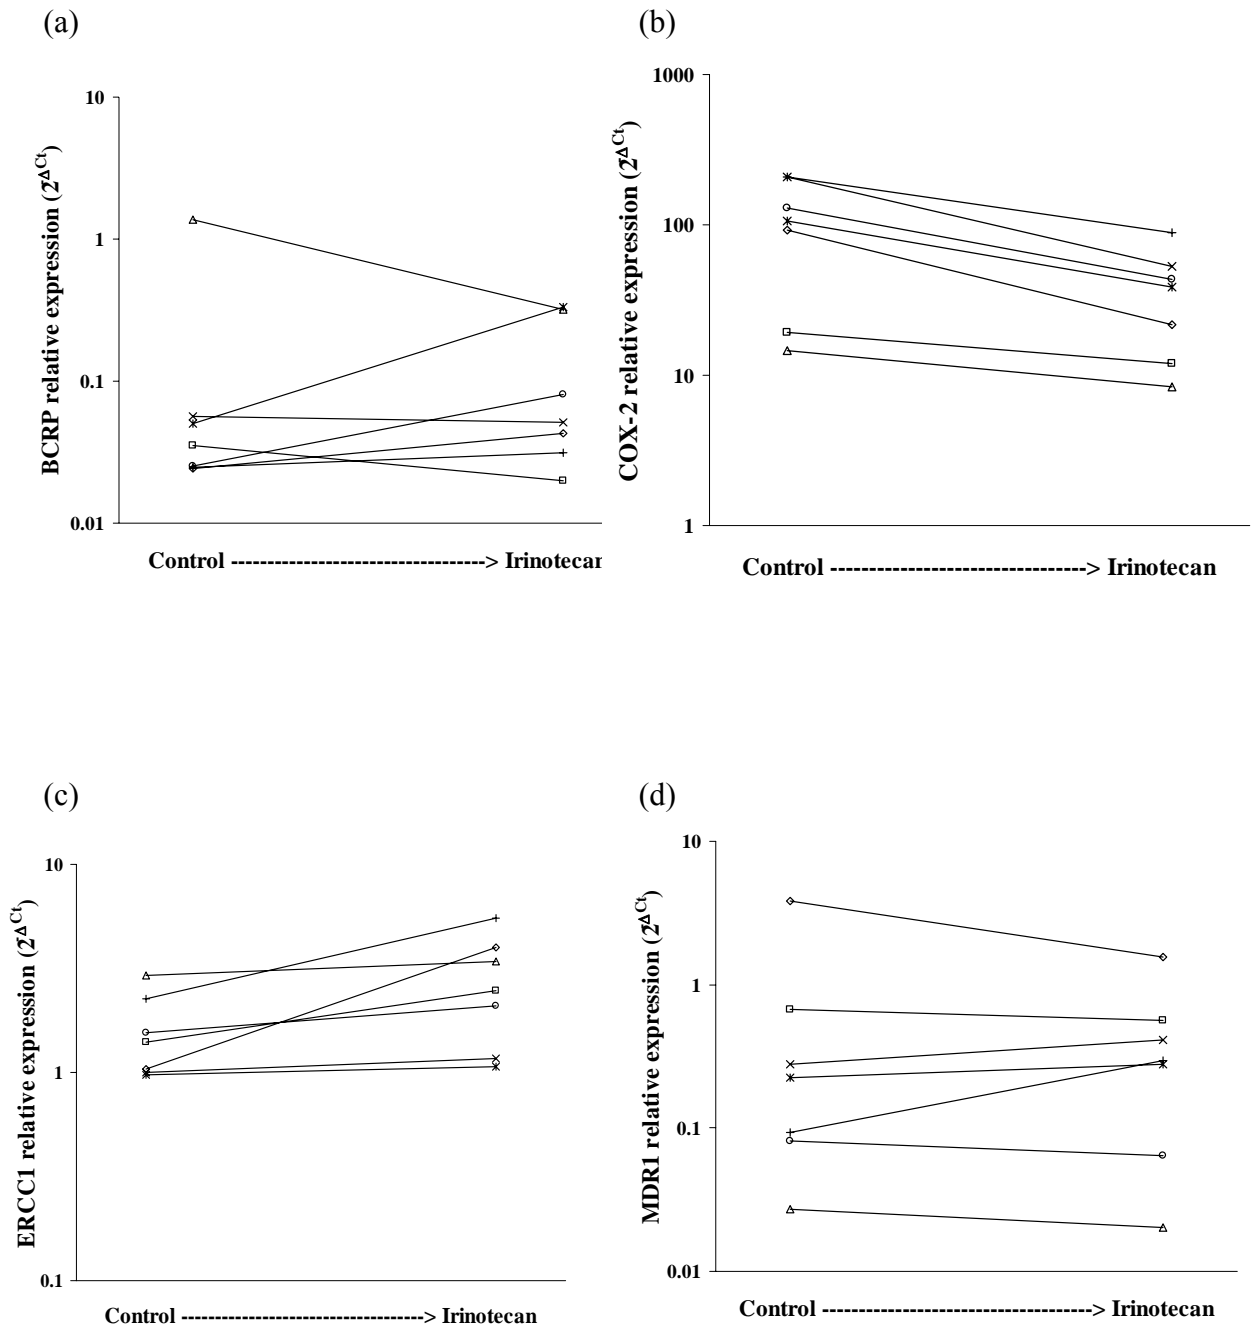 (a)
BCRP relative expression (2^ΔCt)
10
1
0.1
0.01
Control -----------------------------------> Irinotecan
(b)
COX-2 relative expression (2^ΔCt)
1000
100
10
1
Control ---------------------------------> Irinotecan
(c)
ERCC1 relative expression (2^ΔCt)
10
1
0.1
Control -----------------------------------> Irinotecan
(d)
MDR1 relative expression (2^ΔCt)
10
1
0.1
0.01
Control -----------------------------------> Irinotecan